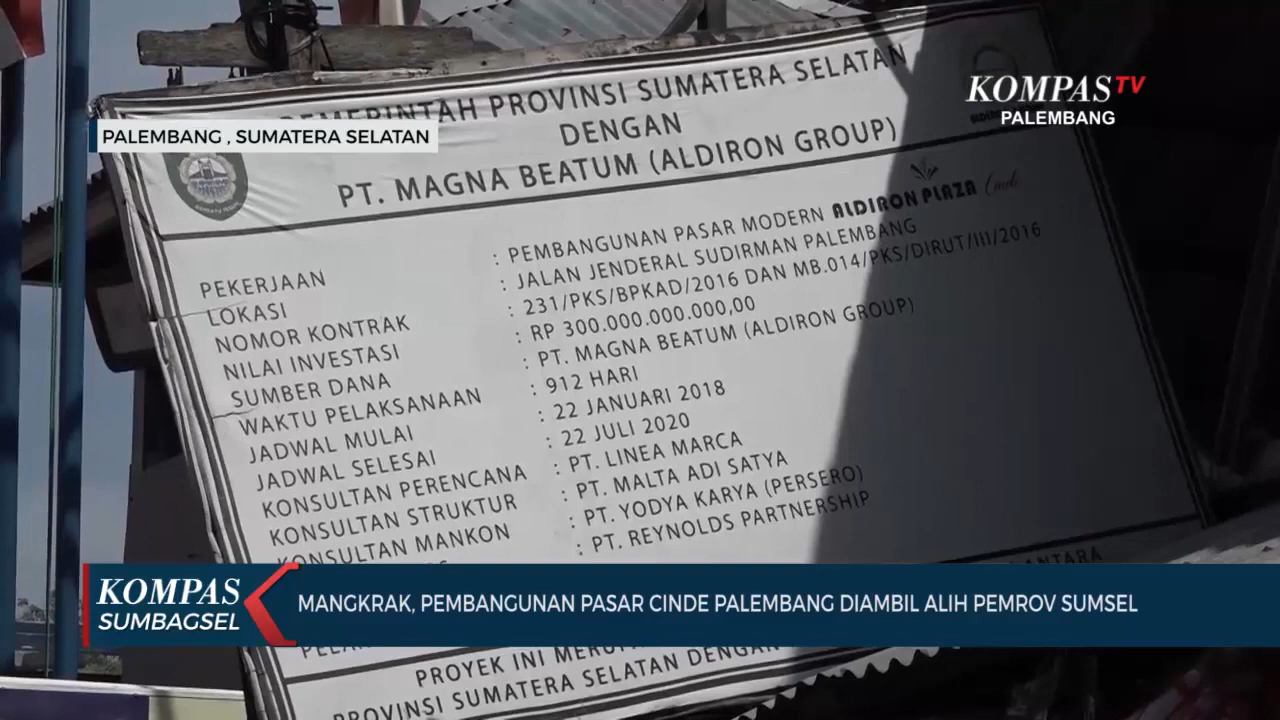 PEMERINTAH PROVINSI SUMATERA SELATAN
DENGAN
PT. MAGNA BEATUM (ALDIRON GROUP)
KOMPAS TV
PALEMBANG
PALEMBANG , SUMATERA SELATAN
PEKERJAAN : PEMBANGUNAN PASAR MODERN ALDIRON PLAZA Cinde
LOKASI : JALAN JENDERAL SUDIRMAN PALEMBANG
NOMOR KONTRAK : 231/PKS/BPKAD/2016 DAN MB.014/PKS/DIRUT/III/2016
NILAI INVESTASI : RP 300.000.000.000,00
SUMBER DANA : PT. MAGNA BEATUM (ALDIRON GROUP)
WAKTU PELAKSANAAN : 912 HARI
JADWAL MULAI : 22 JANUARI 2018
JADWAL SELESAI : 22 JULI 2020
KONSULTAN PERENCANA : PT. LINEA MARCA
KONSULTAN STRUKTUR : PT. MALTA ADI SATYA
KONSULTAN MANKON : PT. YODYA KARYA (PERSERO)
: PT. REYNOLDS PARTNERSHIP
KOMPAS
SUMBAGSEL
MANGKRAK, PEMBANGUNAN PASAR CINDE PALEMBANG DIAMBIL ALIH PEMROV SUMSEL
PROYEK INI
PROVINSI SUMATERA SELATAN DENGAN